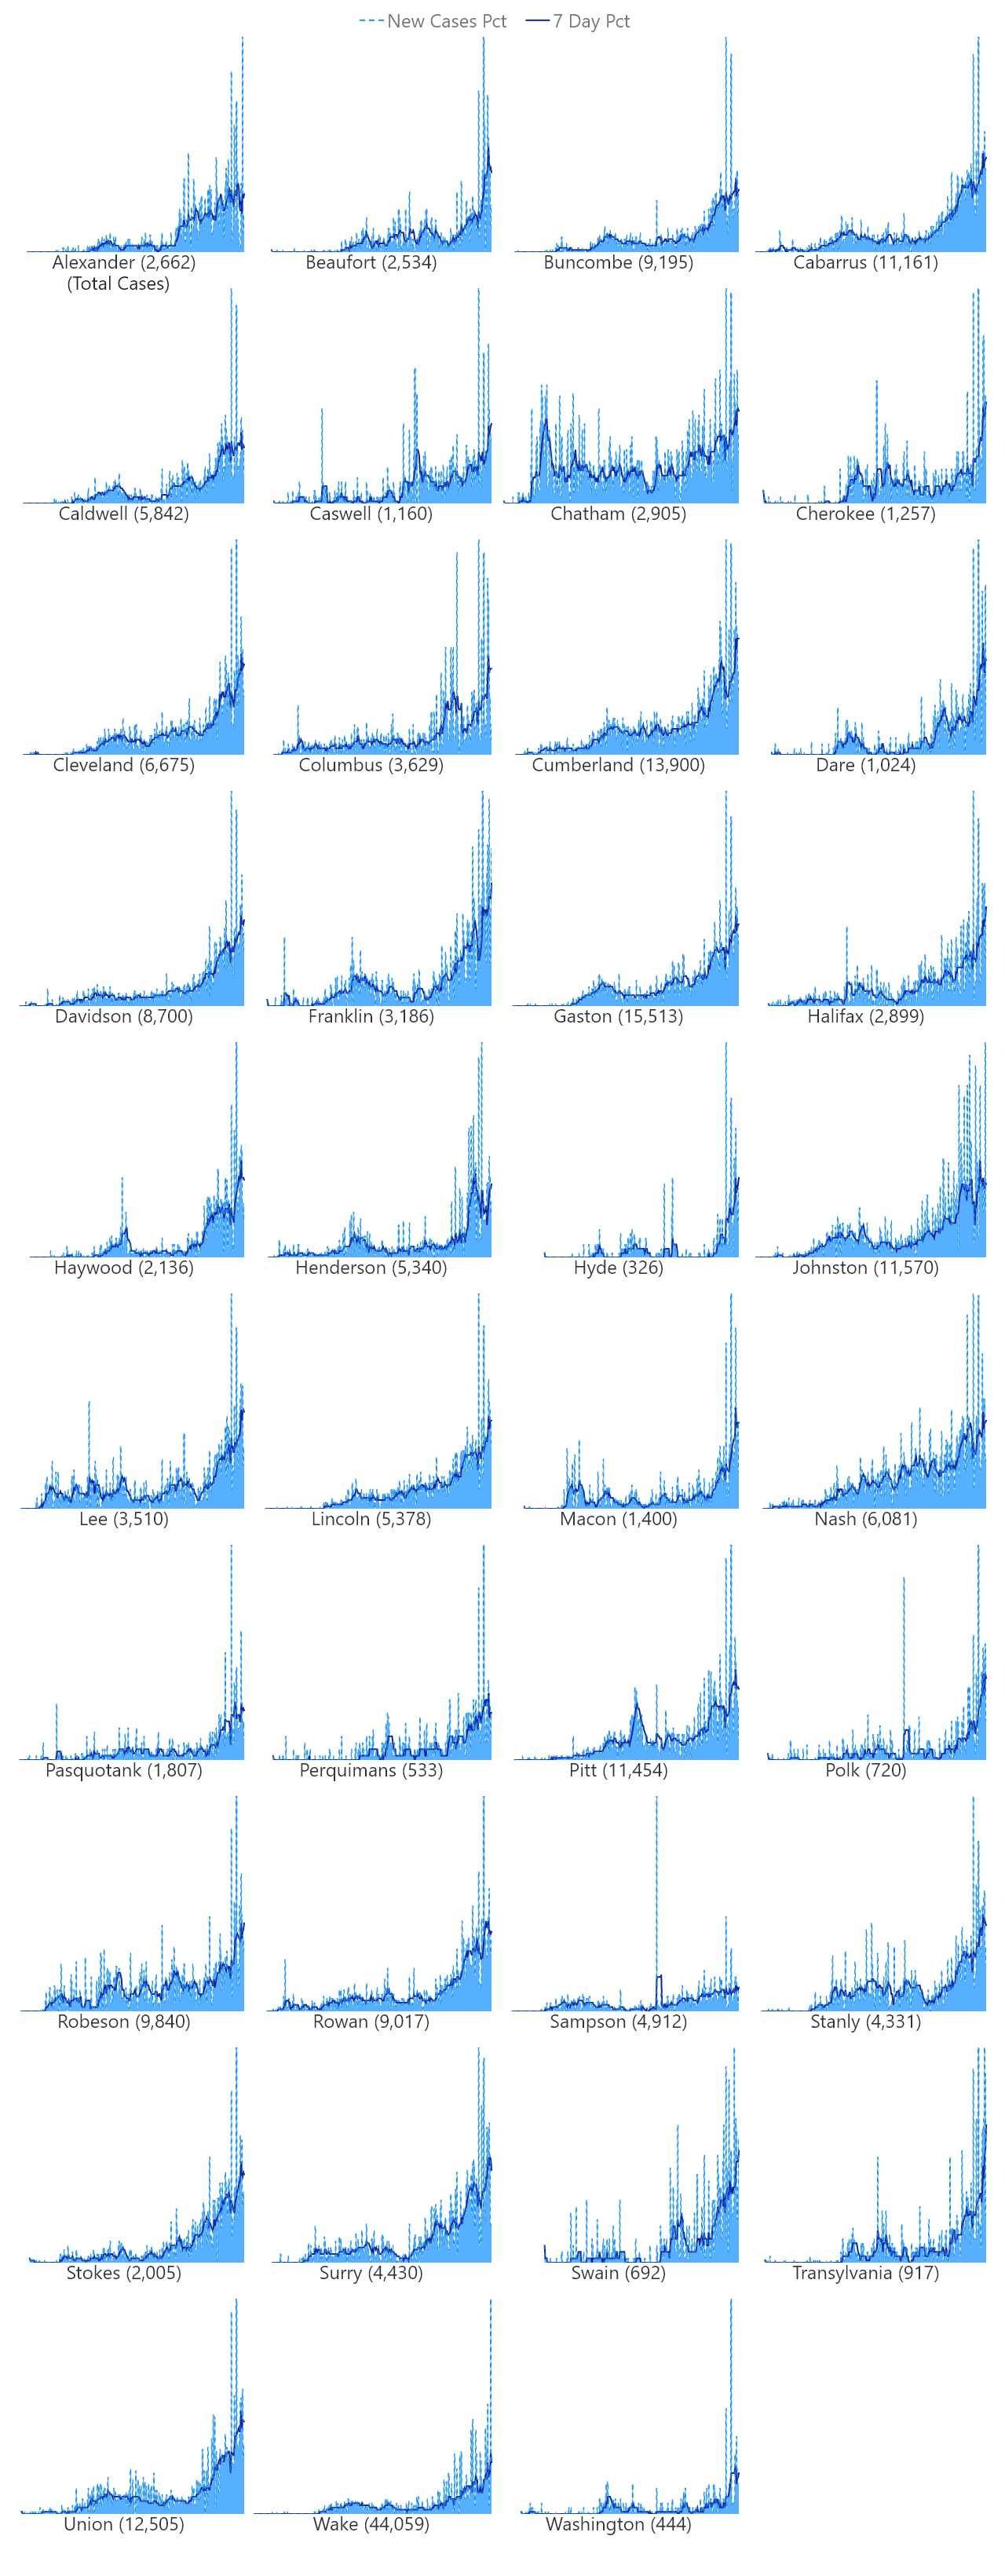 New Cases Pct 7 Day Pct
Alexander (2,662) Beaufort (2,534) Buncombe (9,195) Cabarrus (11,161)
(Total Cases)
Caldwell (5,842) Caswell (1,160) Chatham (2,905) Cherokee (1,257)
Cleveland (6,675) Columbus (3,629) Cumberland (13,900) Dare (1,024)
Davidson (8,700) Franklin (3,186) Gaston (15,513) Halifax (2,899)
Haywood (2,136) Henderson (5,340) Hyde (326) Johnston (11,570)
Lee (3,510) Lincoln (5,378) Macon (1,400) Nash (6,081)
Pasquotank (1,807) Perquimans (533) Pitt (11,454) Polk (720)
Robeson (9,840) Rowan (9,017) Sampson (4,912) Stanly (4,331)
Stokes (2,005) Surry (4,430) Swain (692) Transylvania (917)
Union (12,505) Wake (44,059) Washington (444)